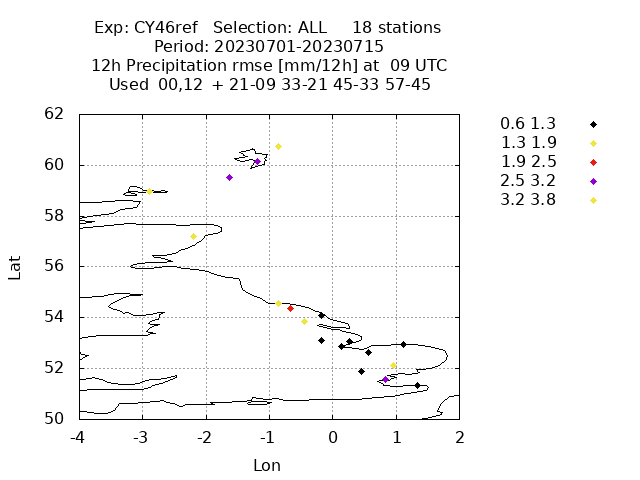 Exp: CY46ref   Selection: ALL     18 stations
Period: 20230701-20230715
12h Precipitation rmse [mm/12h] at  09 UTC
Used  00,12  + 21-09 33-21 45-33 57-45
0.6 1.3
1.3 1.9
1.9 2.5
2.5 3.2
3.2 3.8
62
60
58
56
54
52
50
Lat
-4 -3 -2 -1 0 1 2
Lon